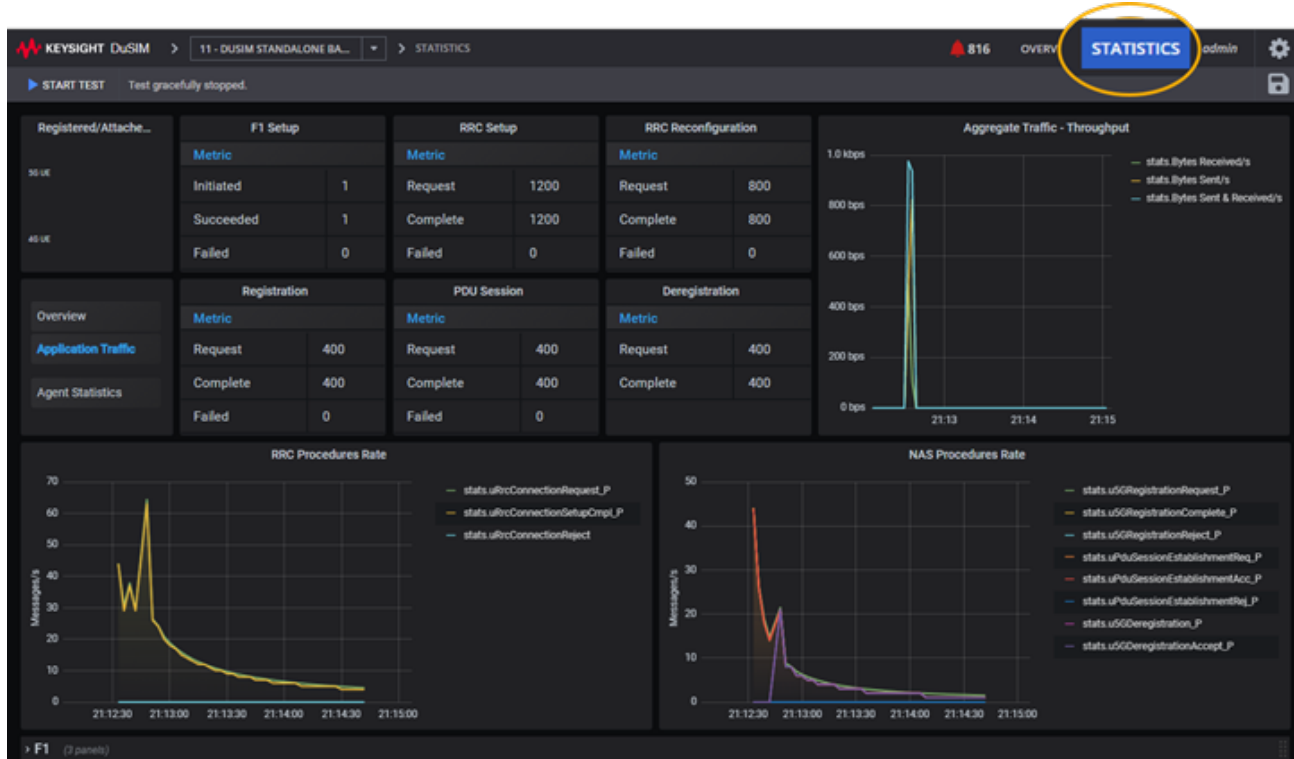 KEYSIGHT DuSIM > 11 - DUSIM STANDALONE BA... > STATISTICS 816 OVERV STATISTICS admin
START TEST Test gracefully stopped.
Registered/Attache...
5G UE
4G UE
F1 Setup
Metric
Initiated 1
Succeeded 1
Failed 0
RRC Setup
Metric
Request 1200
Complete 1200
Failed 0
RRC Reconfiguration
Metric
Request 800
Complete 800
Failed 0
Aggregate Traffic - Throughput
1.0 kbps
800 bps
600 bps
400 bps
200 bps
0 bps
21:13 21:14 21:15
stats.Bytes Received/s
stats.Bytes Sent/s
stats.Bytes Sent & Received/s
Overview
Application Traffic
Agent Statistics
Registration
Metric
Request 400
Complete 400
Failed 0
PDU Session
Metric
Request 400
Complete 400
Failed 0
Deregistration
Metric
Request 400
Complete 400
RRC Procedures Rate
Messages/s
70
60
50
40
30
20
10
0
21:12:30 21:13:00 21:13:30 21:14:00 21:14:30 21:15:00
stats.uRrcConnectionRequest_P
stats.uRrcConnectionSetupCmpl_P
stats.uRrcConnectionReject
NAS Procedures Rate
Messages/s
50
40
30
20
10
0
21:12:30 21:13:00 21:13:30 21:14:00 21:14:30 21:15:00
stats.u5GRegistrationRequest_P
stats.u5GRegistrationComplete_P
stats.u5GRegistrationReject_P
stats.uPduSessionEstablishmentReq_P
stats.uPduSessionEstablishmentAcc_P
stats.uPduSessionEstablishmentRej_P
stats.u5GDeregistration_P
stats.u5GDeregistrationAccept_P
> F1 (3 panels)